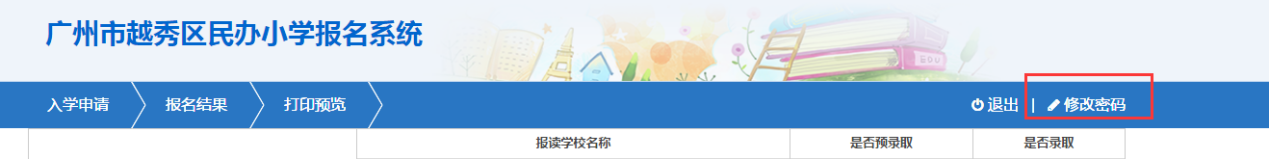 广州市越秀区民办小学报名系统
入学申请 报名结果 打印预览 退出 | 修改密码
报读学校名称 是否预录取 是否录取